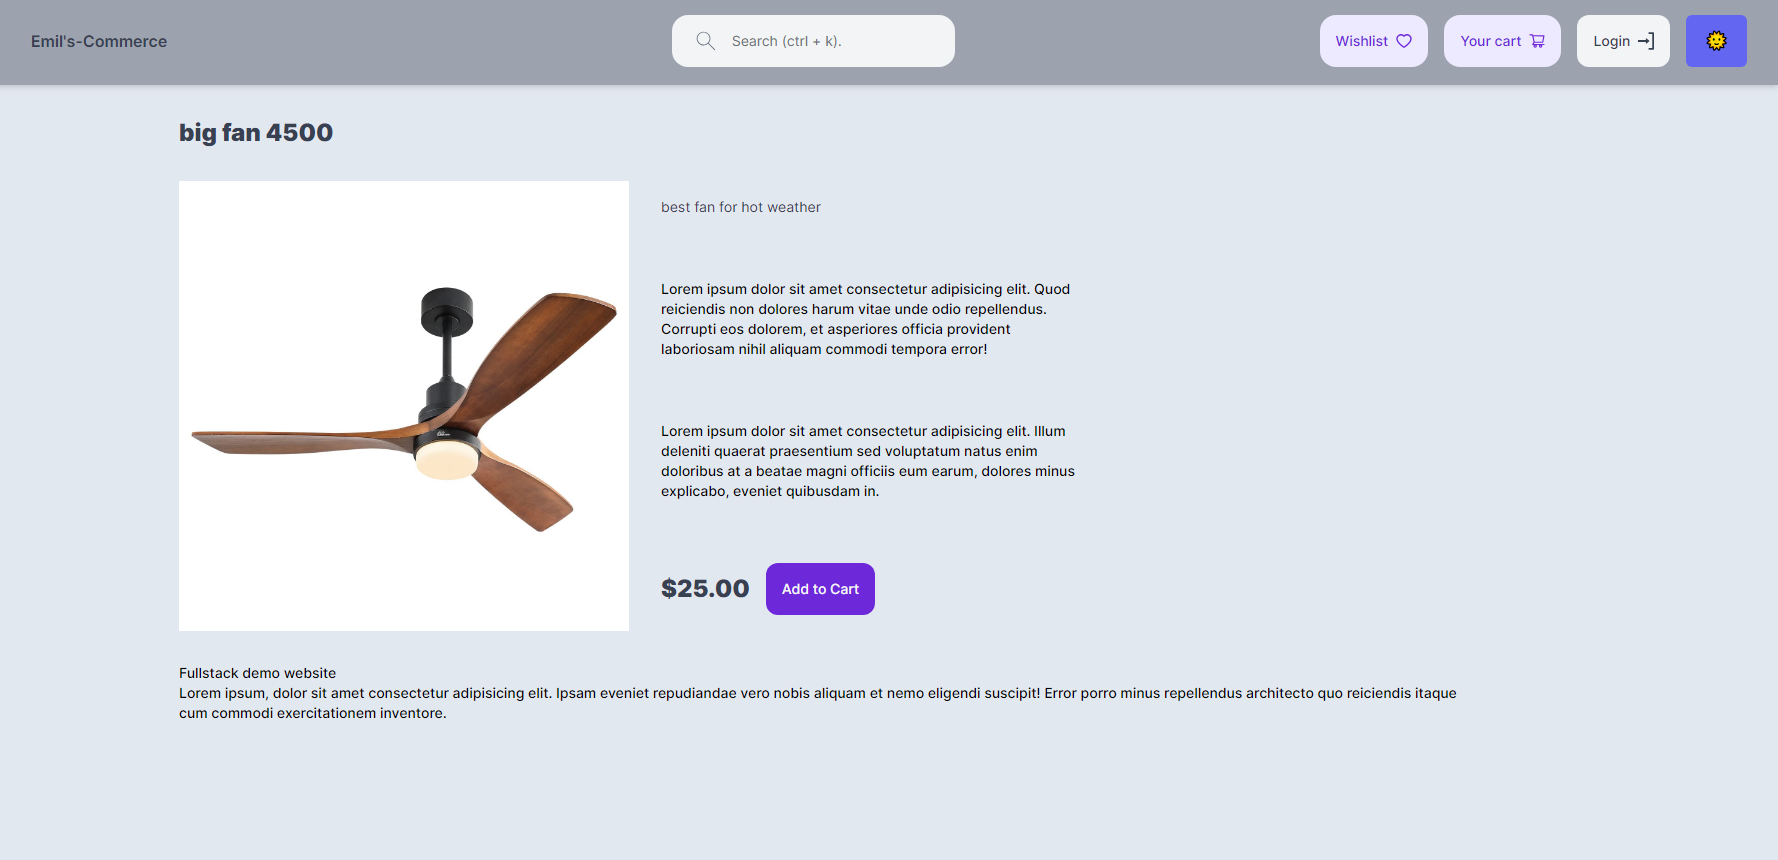 Emil's-Commerce
Search (ctrl + k).
Wishlist
Your cart
Login
big fan 4500
best fan for hot weather
Lorem ipsum dolor sit amet consectetur adipisicing elit. Quod
reiciendis non dolores harum vitae unde odio repellendus.
Corrupti eos dolorem, et asperiores officia provident
laboriosam nihil aliquam commodi tempora error!
Lorem ipsum dolor sit amet consectetur adipisicing elit. Illum
deleniti quaerat praesentium sed voluptatum natus enim
doloribus at a beatae magni officiis eum earum, dolores minus
explicabo, eveniet quibusdam in.
$25.00
Add to Cart
Fullstack demo website
Lorem ipsum, dolor sit amet consectetur adipisicing elit. Ipsam eveniet repudiandae vero nobis aliquam et nemo eligendi suscipit! Error porro minus repellendus architecto quo reiciendis itaque
cum commodi exercitationem inventore.